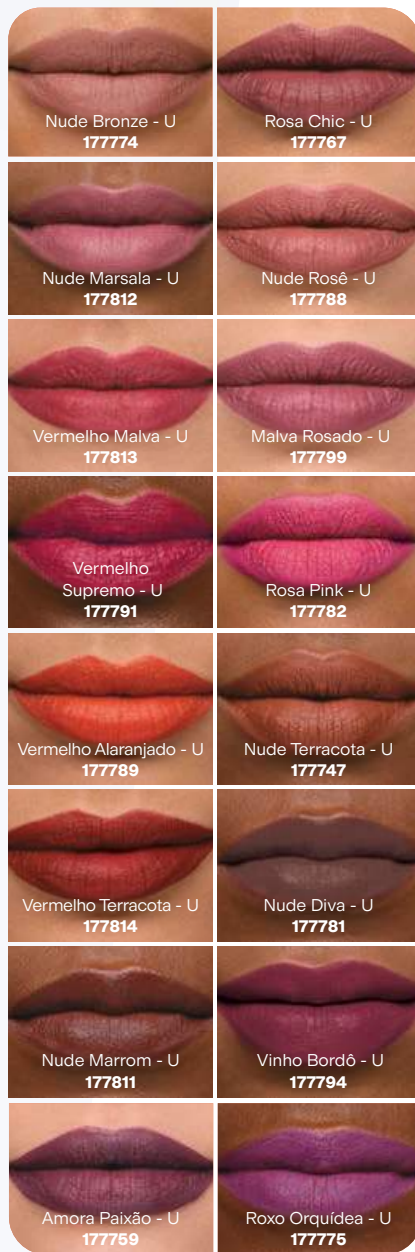 Nude Bronze - U
177774
Rosa Chic - U
177767
Nude Marsala - U
177812
Nude Rosê - U
177788
Vermelho Malva - U
177813
Malva Rosado - U
177799
Vermelho
Supremo - U
177791
Rosa Pink - U
177782
Vermelho Alaranjado - U
177789
Nude Terracota - U
177747
Vermelho Terracota - U
177814
Nude Diva - U
177781
Nude Marrom - U
177811
Vinho Bordô - U
177794
Amora Paixão - U
177759
Roxo Orquídea - U
177775